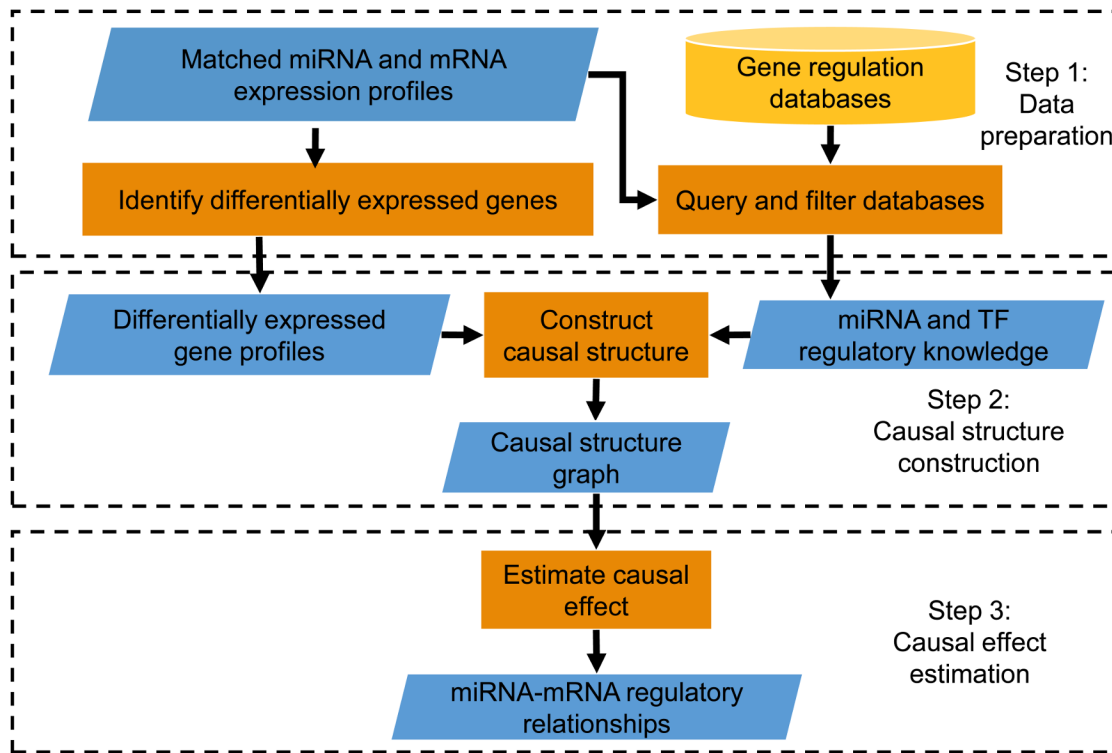 Matched miRNA and mRNA
expression profiles
Gene regulation
databases
Step 1:
Data
preparation
Identify differentially expressed genes
Query and filter databases
Differentially expressed
gene profiles
Construct
causal structure
miRNA and TF
regulatory knowledge
Causal structure
graph
Step 2:
Causal structure
construction
Estimate causal
effect
Step 3:
Causal effect
estimation
miRNA-mRNA regulatory
relationships